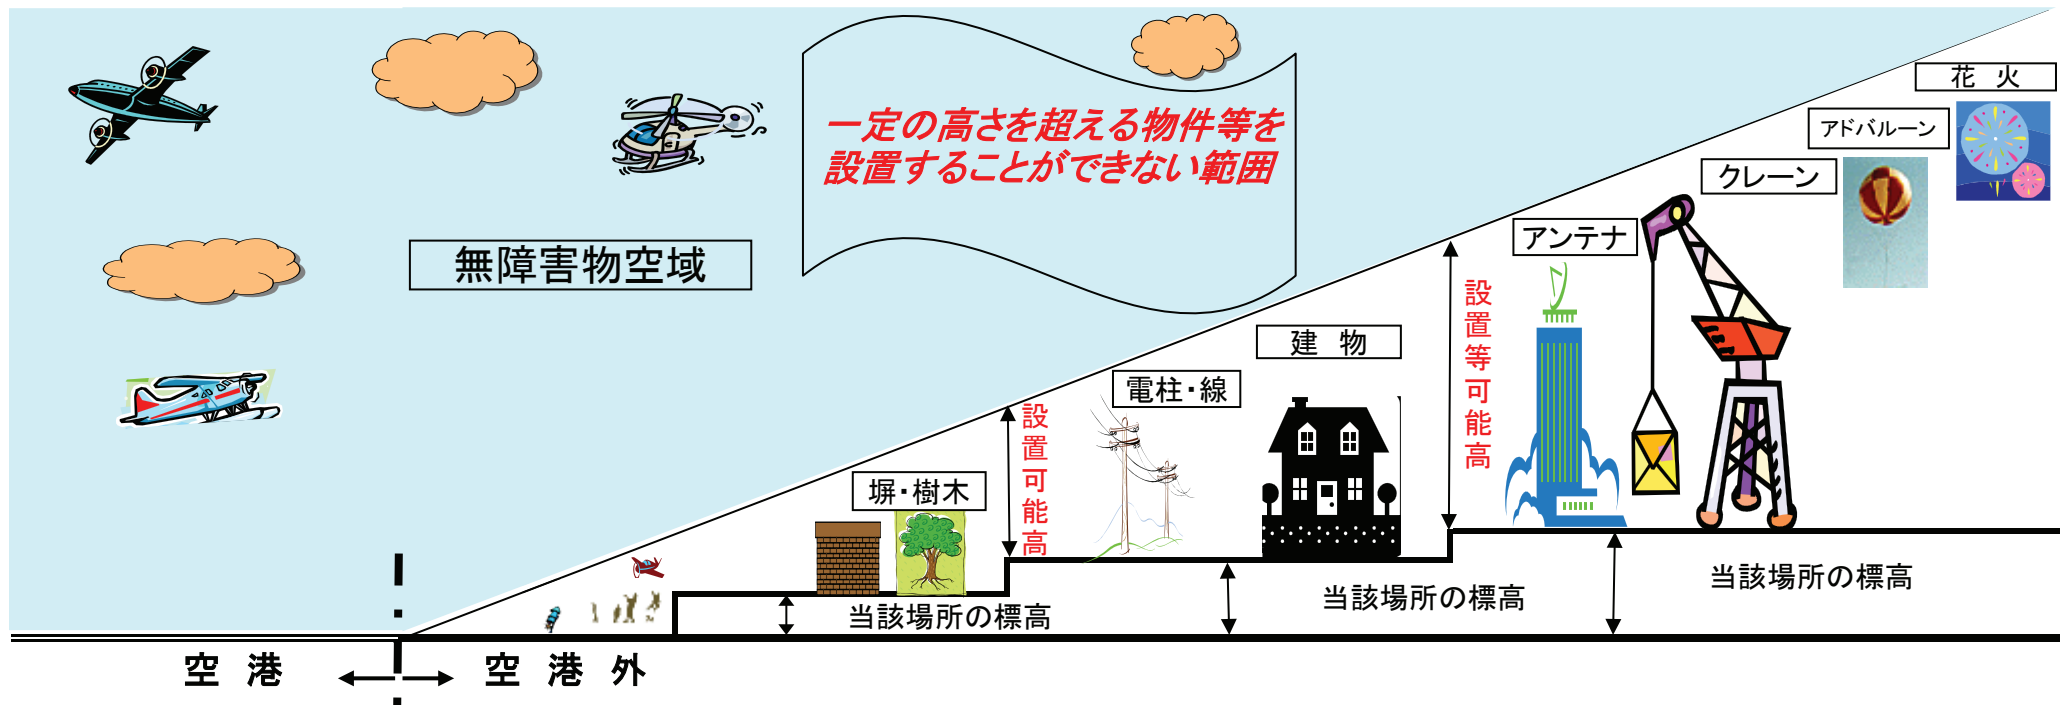 花 火
アドバルーン
クレーン
アンテナ
一定の高さを超える物件等を
設置することができない範囲
無障害物空域
設置等可能高
建 物
電柱・線
設置可能高
塀・樹木
当該場所の標高
当該場所の標高
当該場所の標高
空 港
空 港 外